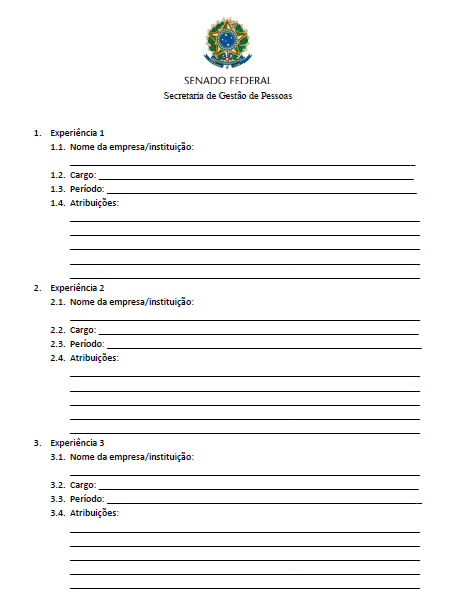 SENADO FEDERAL
Secretaria de Gestão de Pessoas
1. Experiência 1
1.1. Nome da empresa/instituição:
1.2. Cargo:
1.3. Período:
1.4. Atribuições:
2. Experiência 2
2.1. Nome da empresa/instituição:
2.2. Cargo:
2.3. Período:
2.4. Atribuições:
3. Experiência 3
3.1. Nome da empresa/instituição:
3.2. Cargo:
3.3. Período:
3.4. Atribuições: